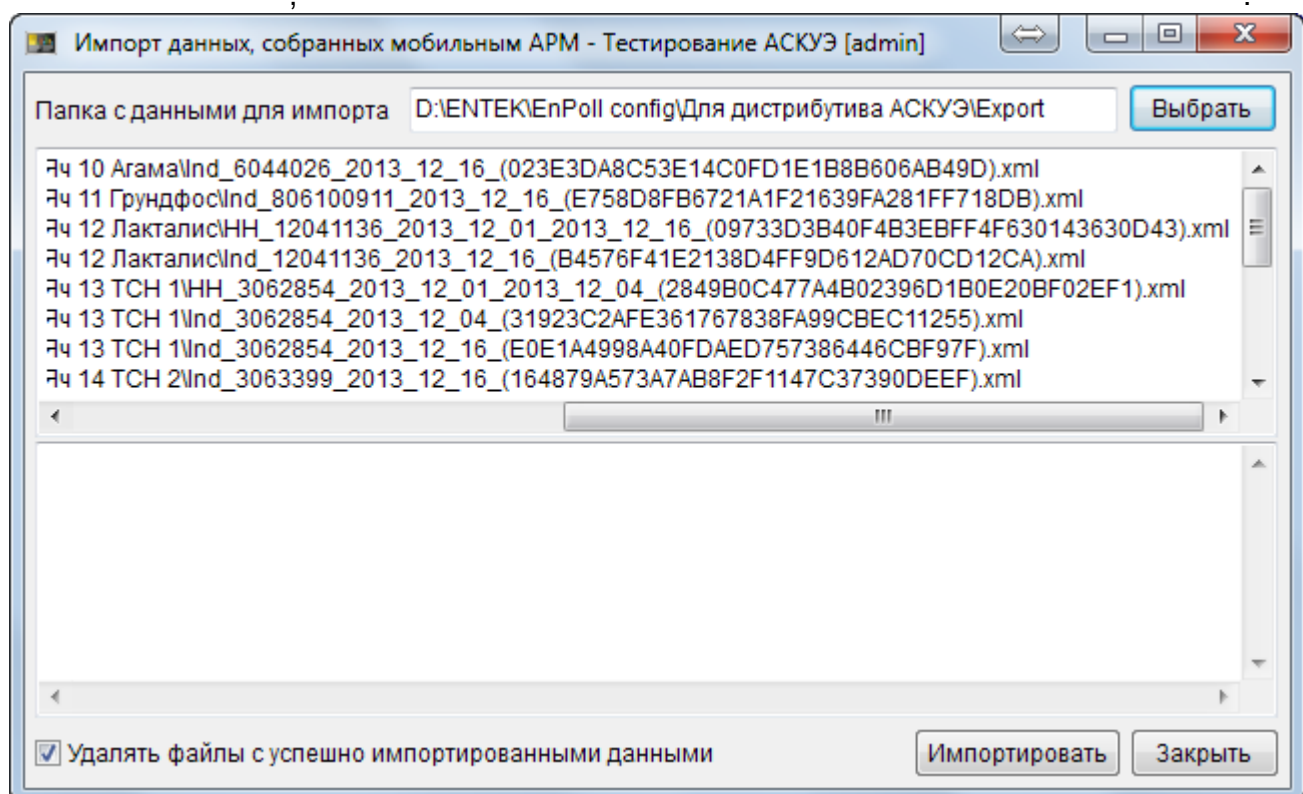 Импорт данных, собранных мобильным АРМ - Тестирование АСКУЭ [admin]
Папка с данными для импорта D:\ENTEK\EnPoll config\Для дистрибутива АСКУЭ\Export Выбрать
Яч 10 Агама\Ind_6044026_2013_12_16_(023E3DA8C53E14C0FD1E1B8B606AB49D).xml
Яч 11 Грундфос\Ind_806100911_2013_12_16_(E758D8FB6721A1F21639FA281FF718DB).xml
Яч 12 Лакталис\HH_12041136_2013_12_01_2013_12_16_(09733D3B40F4B3EBFF4F630143630D43).xml
Яч 12 Лакталис\Ind_12041136_2013_12_16_(B4576F41E2138D4FF9D612AD70CD12CA).xml
Яч 13 ТСН 1\HH_3062854_2013_12_01_2013_12_04_(2849B0C477A4B02396D1B0E20BF02EF1).xml
Яч 13 ТСН 1\Ind_3062854_2013_12_04_(31923C2AFE361767838FA99CBEC11255).xml
Яч 13 ТСН 1\Ind_3062854_2013_12_16_(E0E1A4998A40FDAED757386446CBF97F).xml
Яч 14 ТСН 2\Ind_3063399_2013_12_16_(164879A573A7AB8F2F1147C37390DEEF).xml
Удалять файлы с успешно импортированными данными Импортировать Закрыть